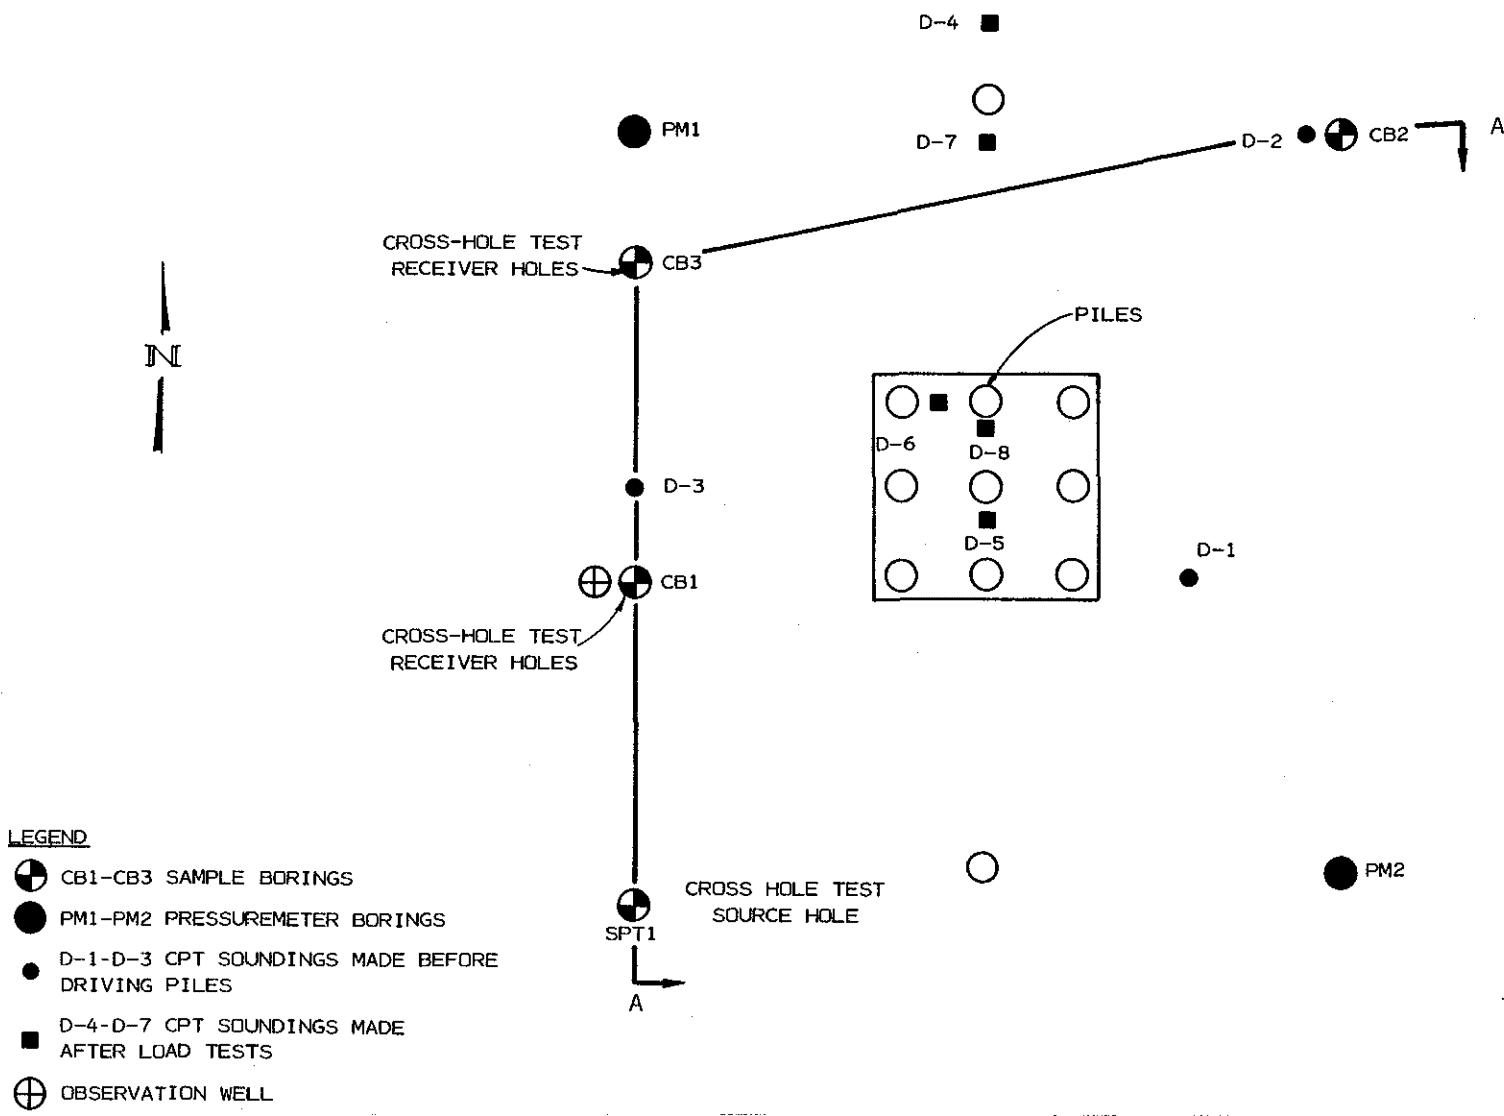 D-4
PM1
D-7
D-2
CB2
A
CROSS-HOLE TEST
RECEIVER HOLES
CB3
N
PILES
D-6
D-8
D-3
D-5
D-1
CB1
CROSS-HOLE TEST
RECEIVER HOLES
PM2
CROSS HOLE TEST
SOURCE HOLE
SPT1
A
LEGEND
CB1-CB3 SAMPLE BORINGS
PM1-PM2 PRESSUREMETER BORINGS
D-1-D-3 CPT SOUNDINGS MADE BEFORE
DRIVING PILES
D-4-D-7 CPT SOUNDINGS MADE
AFTER LOAD TESTS
OBSERVATION WELL